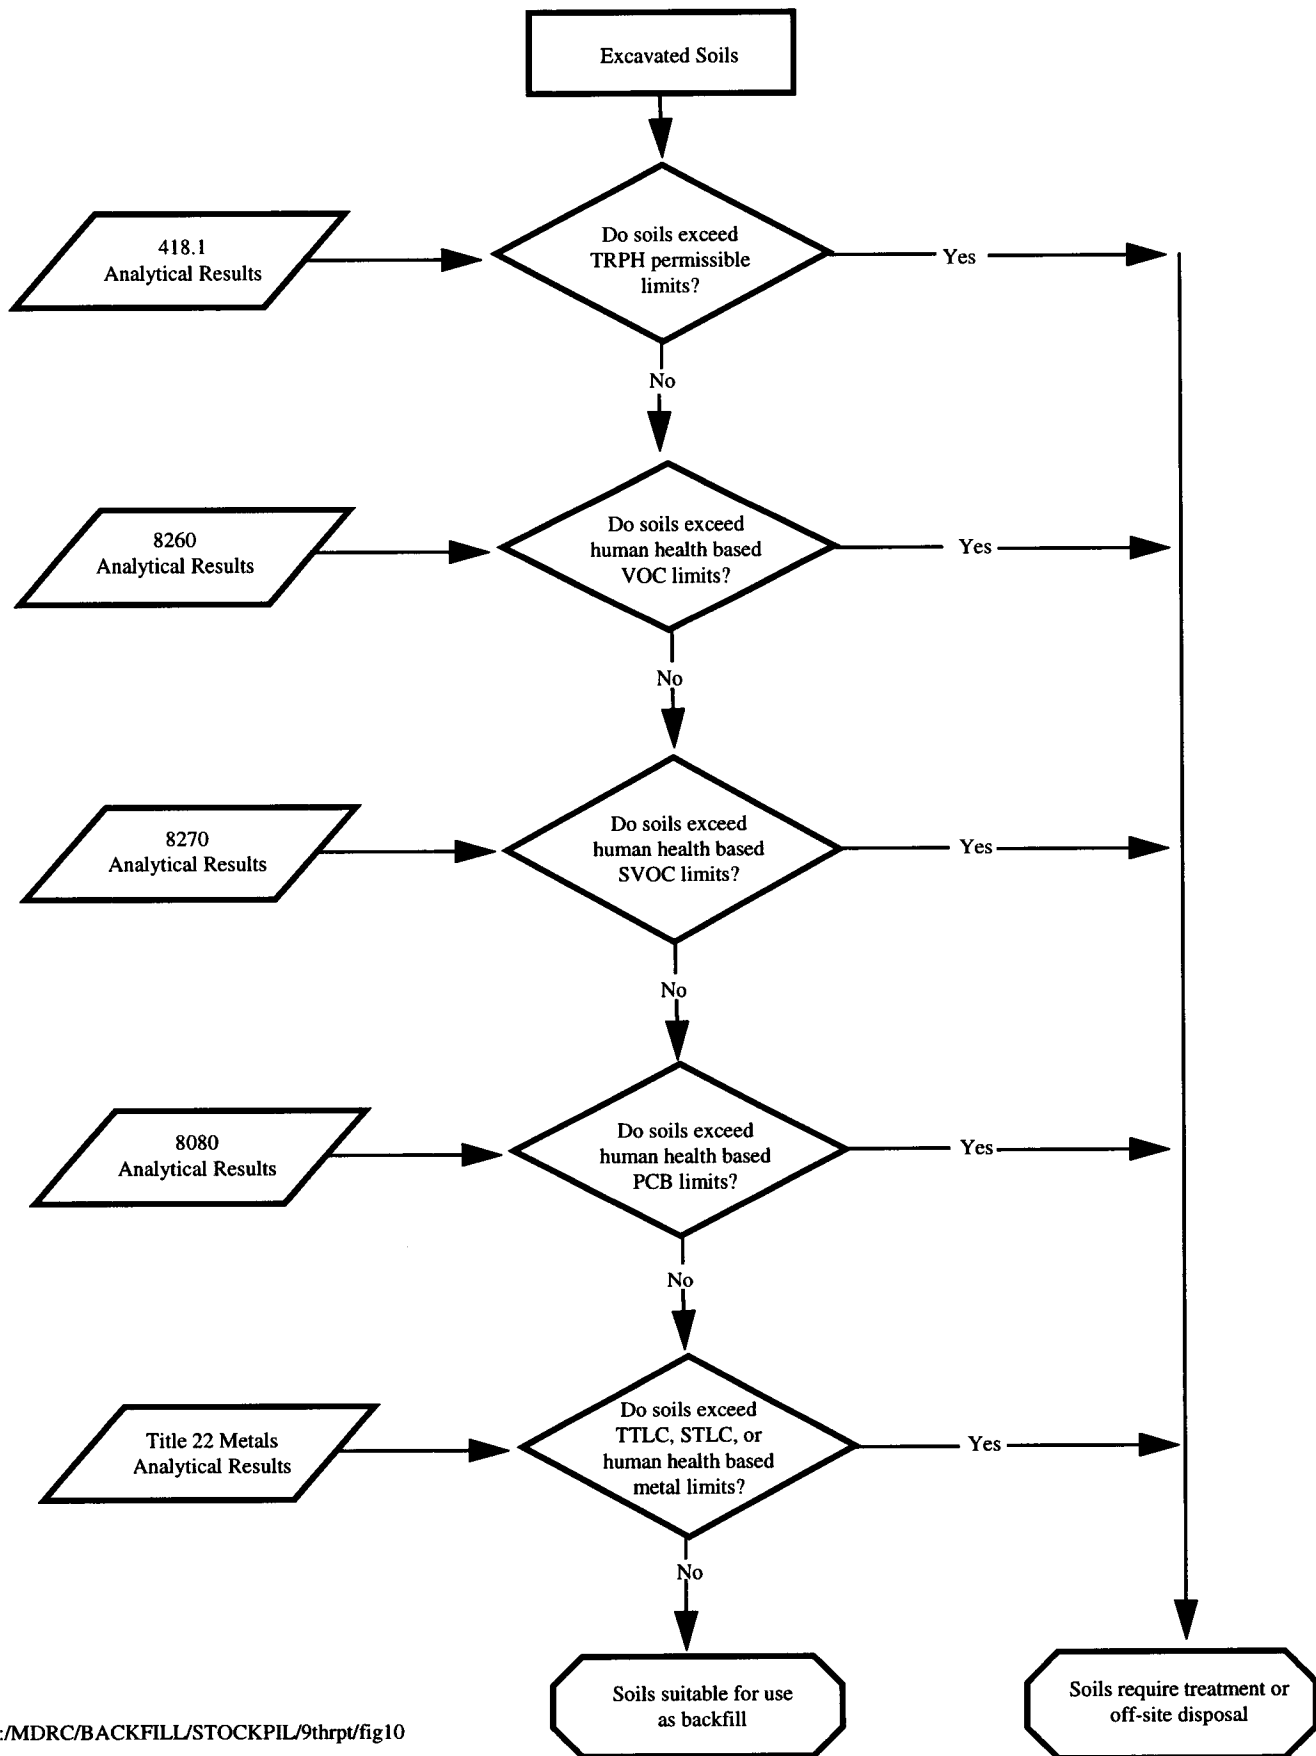 Excavated Soils
418.1
Analytical Results
Do soils exceed
TRPH permissible
limits?
Yes
No
8260
Analytical Results
Do soils exceed
human health based
VOC limits?
Yes
No
8270
Analytical Results
Do soils exceed
human health based
SVOC limits?
Yes
No
8080
Analytical Results
Do soils exceed
human health based
PCB limits?
Yes
No
Title 22 Metals
Analytical Results
Do soils exceed
TTLC, STLC, or
human health based
metal limits?
Yes
No
Soils suitable for use
as backfill
Soils require treatment or
off-site disposal
:/MDRC/BACKFILL/STOCKPIL/9thrpt/fig10